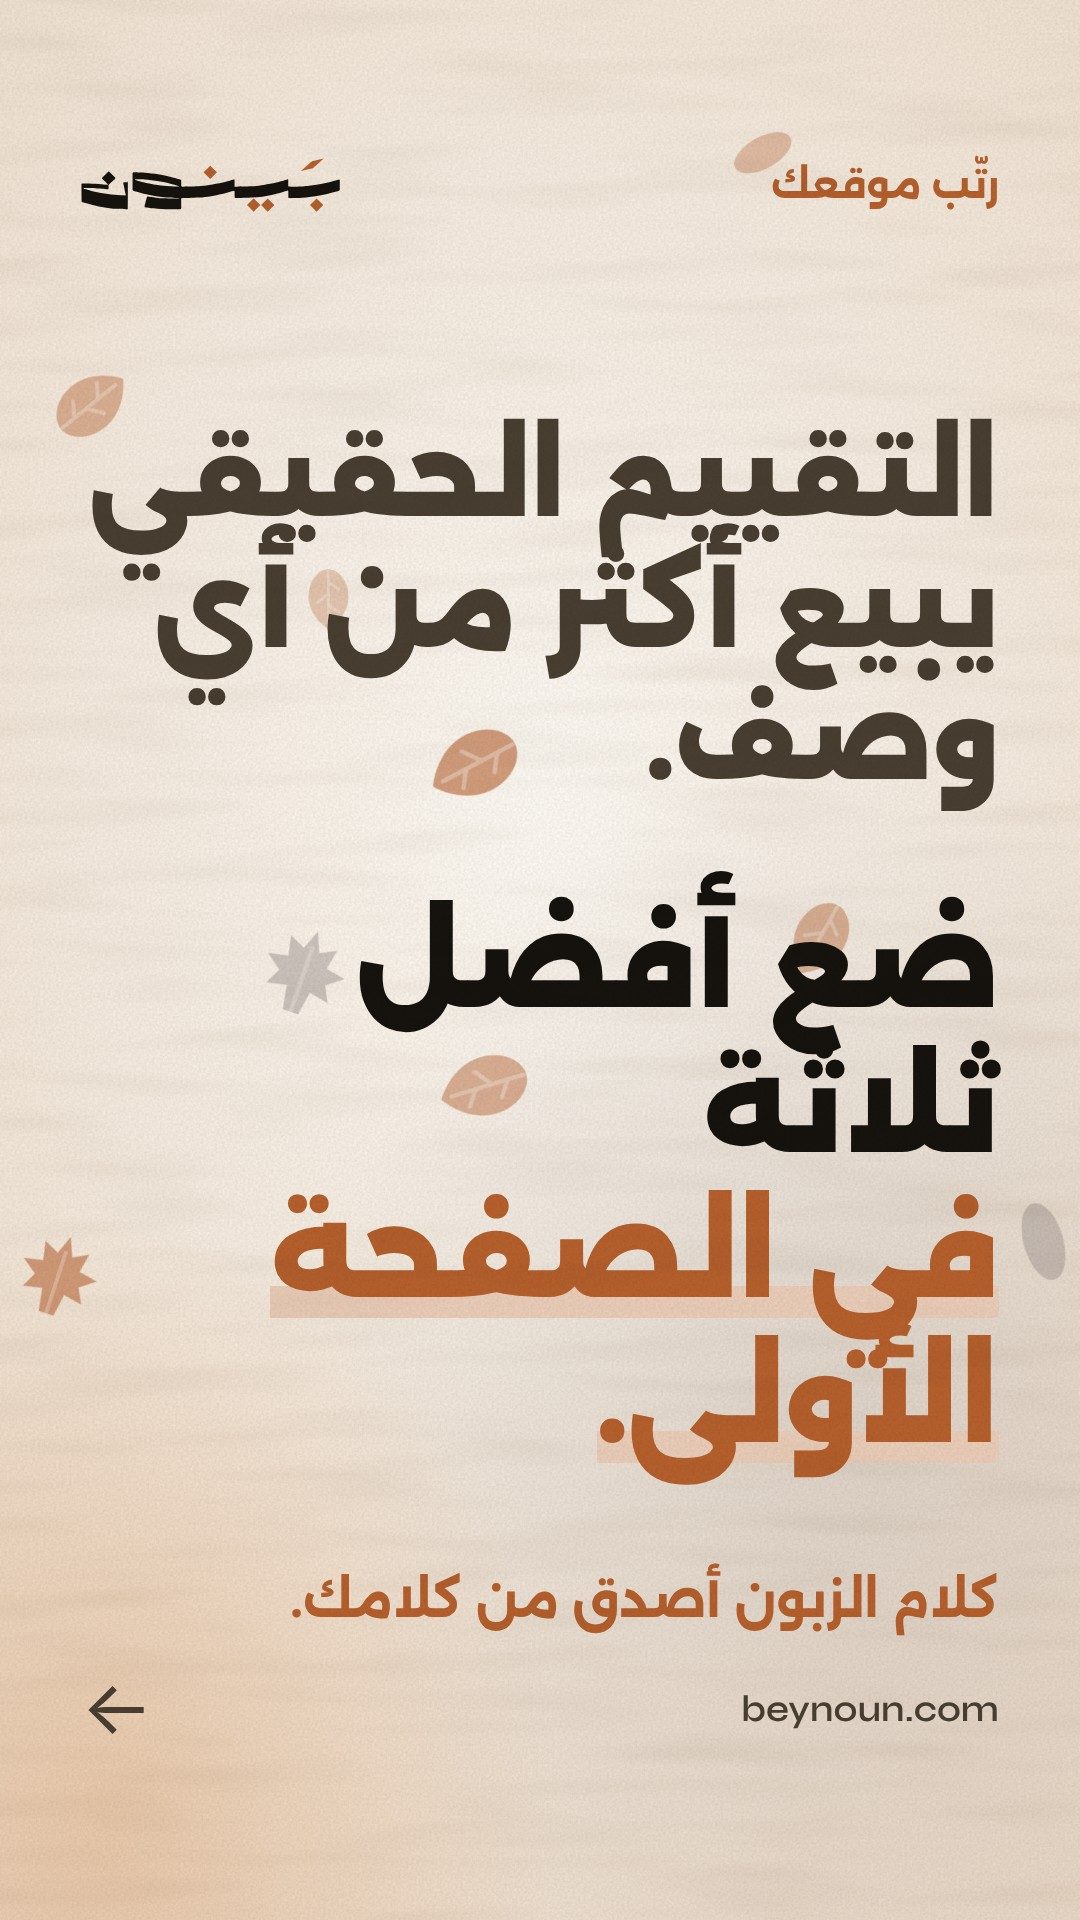 رتّب موقعك
بَينون
التقييم الحقيقي
يبيع أكثر من أي
وصف.
ضع أفضل
ثلاثة
في الصفحة
الأولى.
كلام الزبون أصدق من كلامك.
beynoun.com